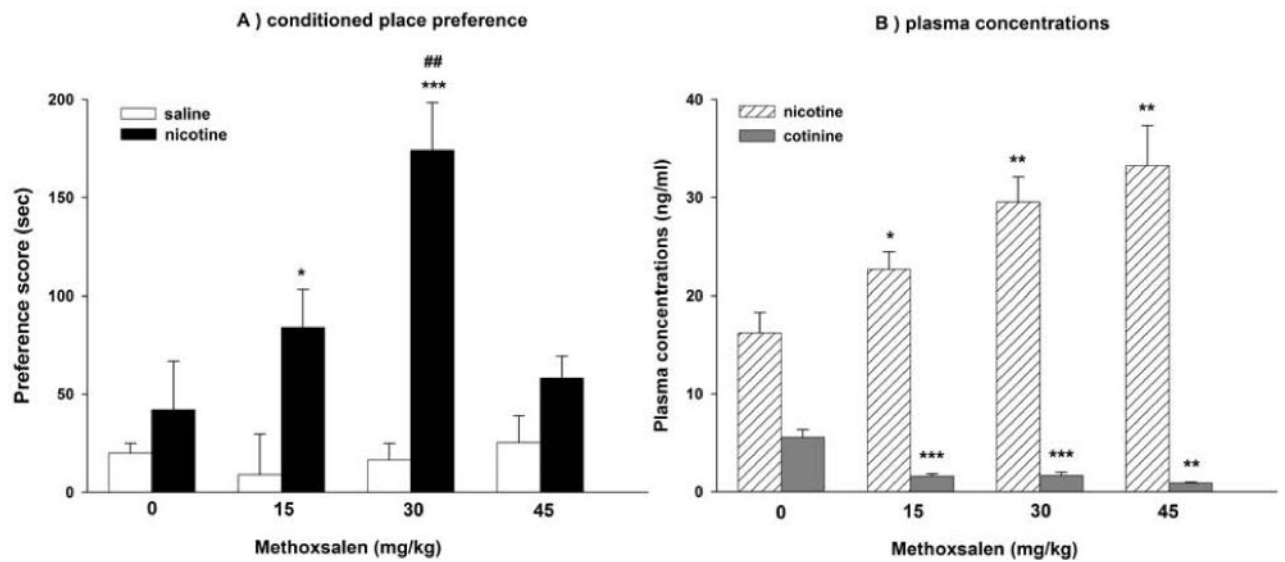 A ) conditioned place preference
##
***
200
saline
nicotine
150
Preference score (sec)
100
*
50
0
0 15 30 45
Methoxsalen (mg/kg)
B ) plasma concentrations
40
nicotine
cotinine
**
**
30
Plasma concentrations (ng/ml)
*
20
10
*** *** **
0
0 15 30 45
Methoxsalen (mg/kg)